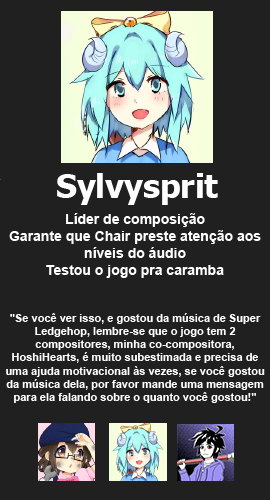 Sylvysprit
Líder de composição
Garante que Chair preste atenção aos
níveis do áudio
Testou o jogo pra caramba
"Se você ver isso, e gostou da música de Super
Ledgehop, lembre-se que o jogo tem 2
compositores, minha co-compositora,
HoshiHearts, é muito subestimada e precisa de
uma ajuda motivacional às vezes, se você gostou
da música dela, por favor mande uma mensagem
para ela falando sobre o quanto você gostou!"